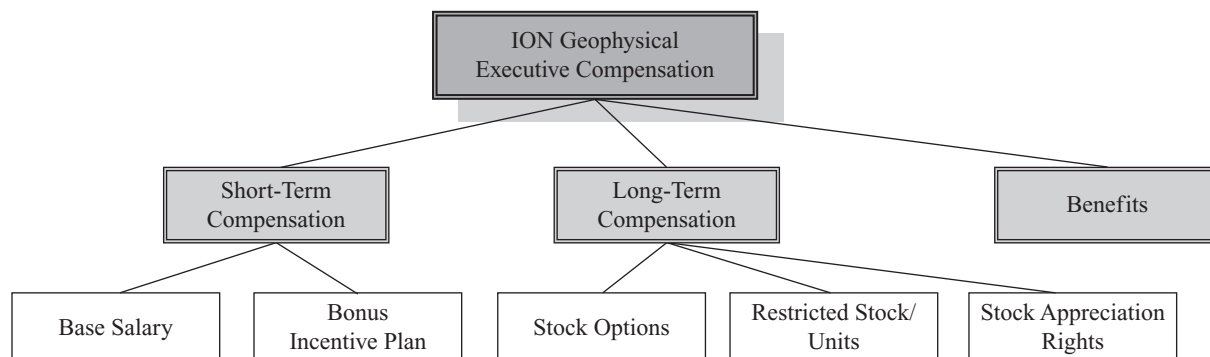 ION Geophysical
Executive Compensation
Short-Term
Compensation
Long-Term
Compensation
Benefits
Base Salary
Bonus
Incentive Plan
Stock Options
Restricted Stock/
Units
Stock Appreciation
Rights